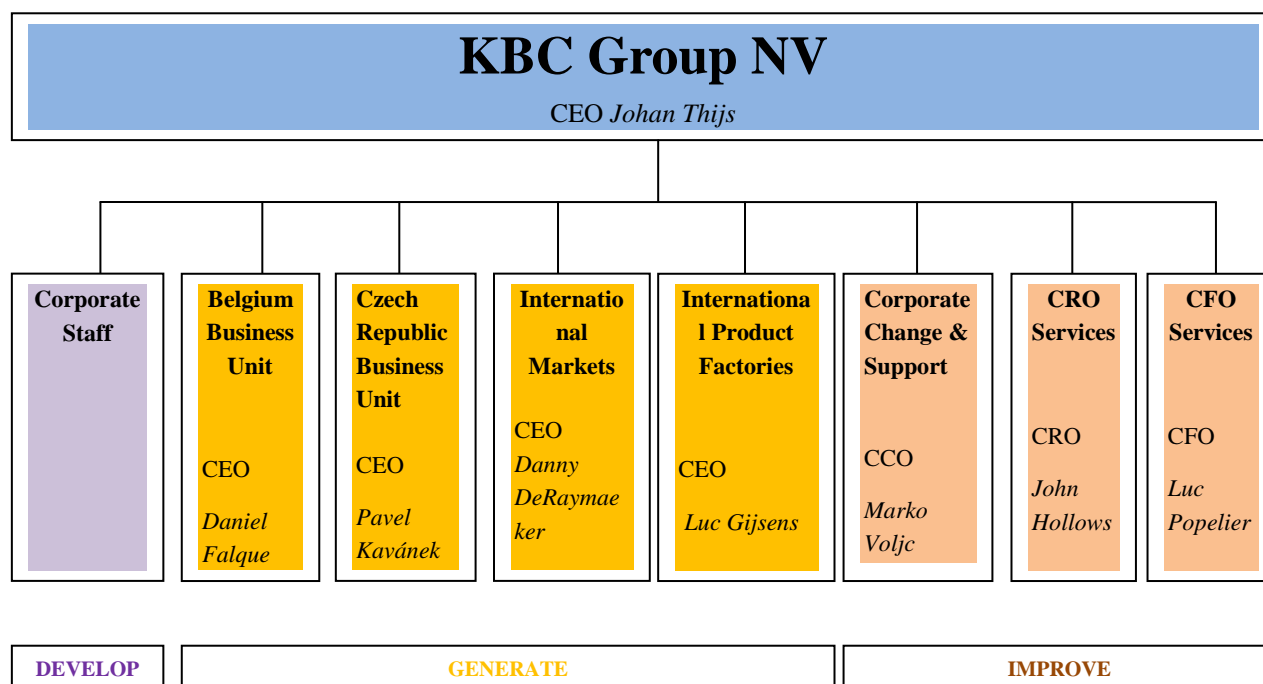 KBC Group NV
CEO Johan Thijs
Corporate
Staff
Belgium
Business
Unit
CEO
Daniel
Falque
Czech
Republic
Business
Unit
CEO
Pavel
Kavánek
Internatio
nal
Markets
CEO
Danny
DeRaymae
ker
Internationa
l Product
Factories
CEO
Luc Gijsens
Corporate
Change &
Support
CCO
Marko
Voljc
CRO
Services
CRO
John
Hollows
CFO
Services
CFO
Luc
Popelier
DEVELOP
GENERATE
IMPROVE